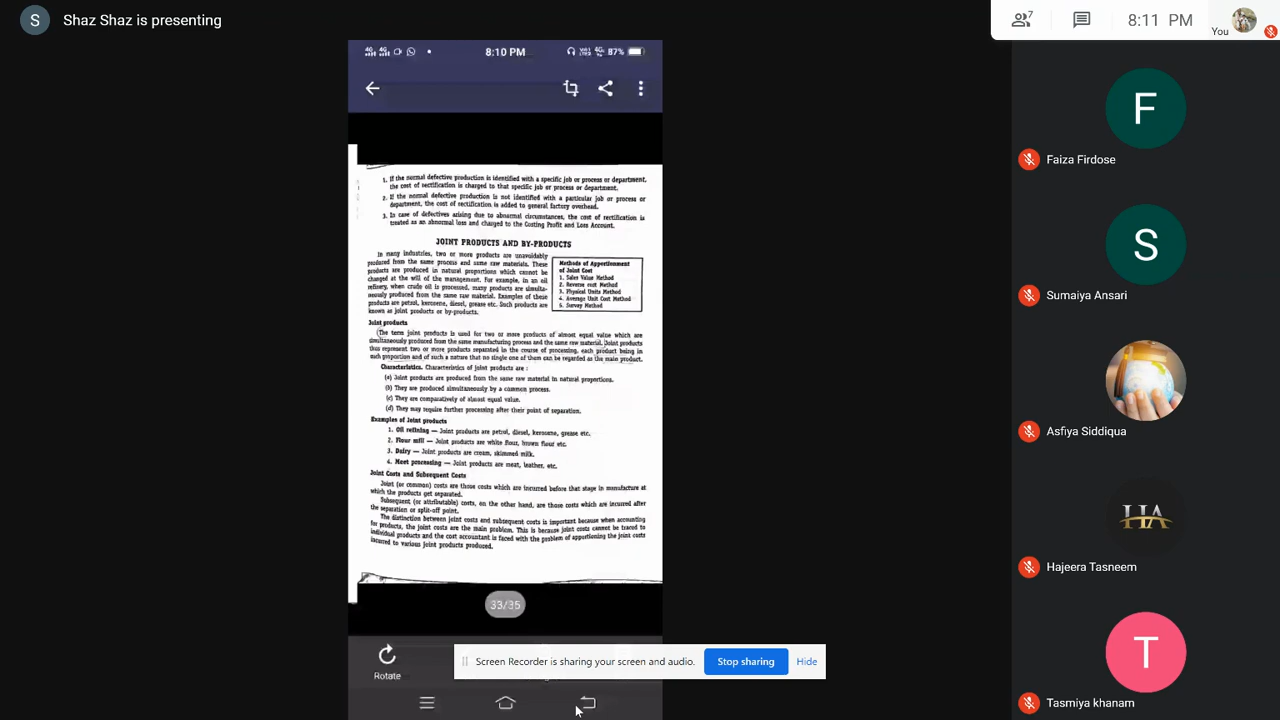 S Shaz Shaz is presenting
7
8:11 PM
You
8:10 PM
4G 4G 87%
1. If the normal defective production is identified with a specific job or process or department,
the cost of rectification is charged to that specific job or process or department.
2. If the normal defective production is not identified with a particular job or process or
department, the cost of rectification is added to general factory overhead.
3. In case of defectives arising due to abnormal circumstances, the cost of rectification is
treated as an abnormal loss and charged to the Costing Profit and Loss Account.
JOINT PRODUCTS AND BY-PRODUCTS
In many industries, two or more products are unavoidably
produced from the same process and same raw materials. These
products are produced in natural proportions which cannot be
changed at the will of the management. For example, in an oil
refinery, when crude oil is processed, many products are simulta-
neously produced from the same raw material. Examples of these
products are petrol, kerosene, diesel, grease etc. Such products are
known as joint products or by-products.
Methods of Apportionment
of Joint Cost
1. Sales Value Method
2. Reverse cost Method
3. Physical Units Method
4. Average Unit Cost Method
5. Survey Method
Joint products
The term joint products is used for two or more products of almost equal value which are
simultaneously produced from the same manufacturing process and the same raw material. Joint products
thus represent two or more products separated in the course of processing, each product being in
such proportion and of such a nature that no single one of them can be regarded as the main product.
Characteristics. Characteristics of joint products are :
(a) Joint products are produced from the same raw material in natural proportions.
(b) They are produced simultaneously by a common process.
(c) They are comparatively of almost equal value.
(d) They may require further processing after their point of separation.
Examples of Joint products
1. Oil refining — Joint products are petrol, diesel, kerosene, grease etc.
2. Flour mill — Joint products are white flour, brown flour etc.
3. Dairy — Joint products are cream, skimmed milk.
4. Meet processing — Joint products are meat, leather, etc.
Joint Costs and Subsequent Costs
Joint (or common) costs are those costs which are incurred before that stage in manufacture at
which the products get separated.
Subsequent (or attributable) costs, on the other hand, are those costs which are incurred after
the separation or split-off point.
The distinction between joint costs and subsequent costs is important because when accounting
for products, the joint costs are the main problem. This is because joint costs cannot be traced to
individual products and the cost accountant is faced with the problem of apportioning the joint costs
incurred to various joint products produced.
33/35
Rotate
Screen Recorder is sharing your screen and audio. Stop sharing Hide
F
Faiza Firdose
S
Sumaiya Ansari
Asfiya Siddiqua
HA
Hajeera Tasneem
T
Tasmiya khanam